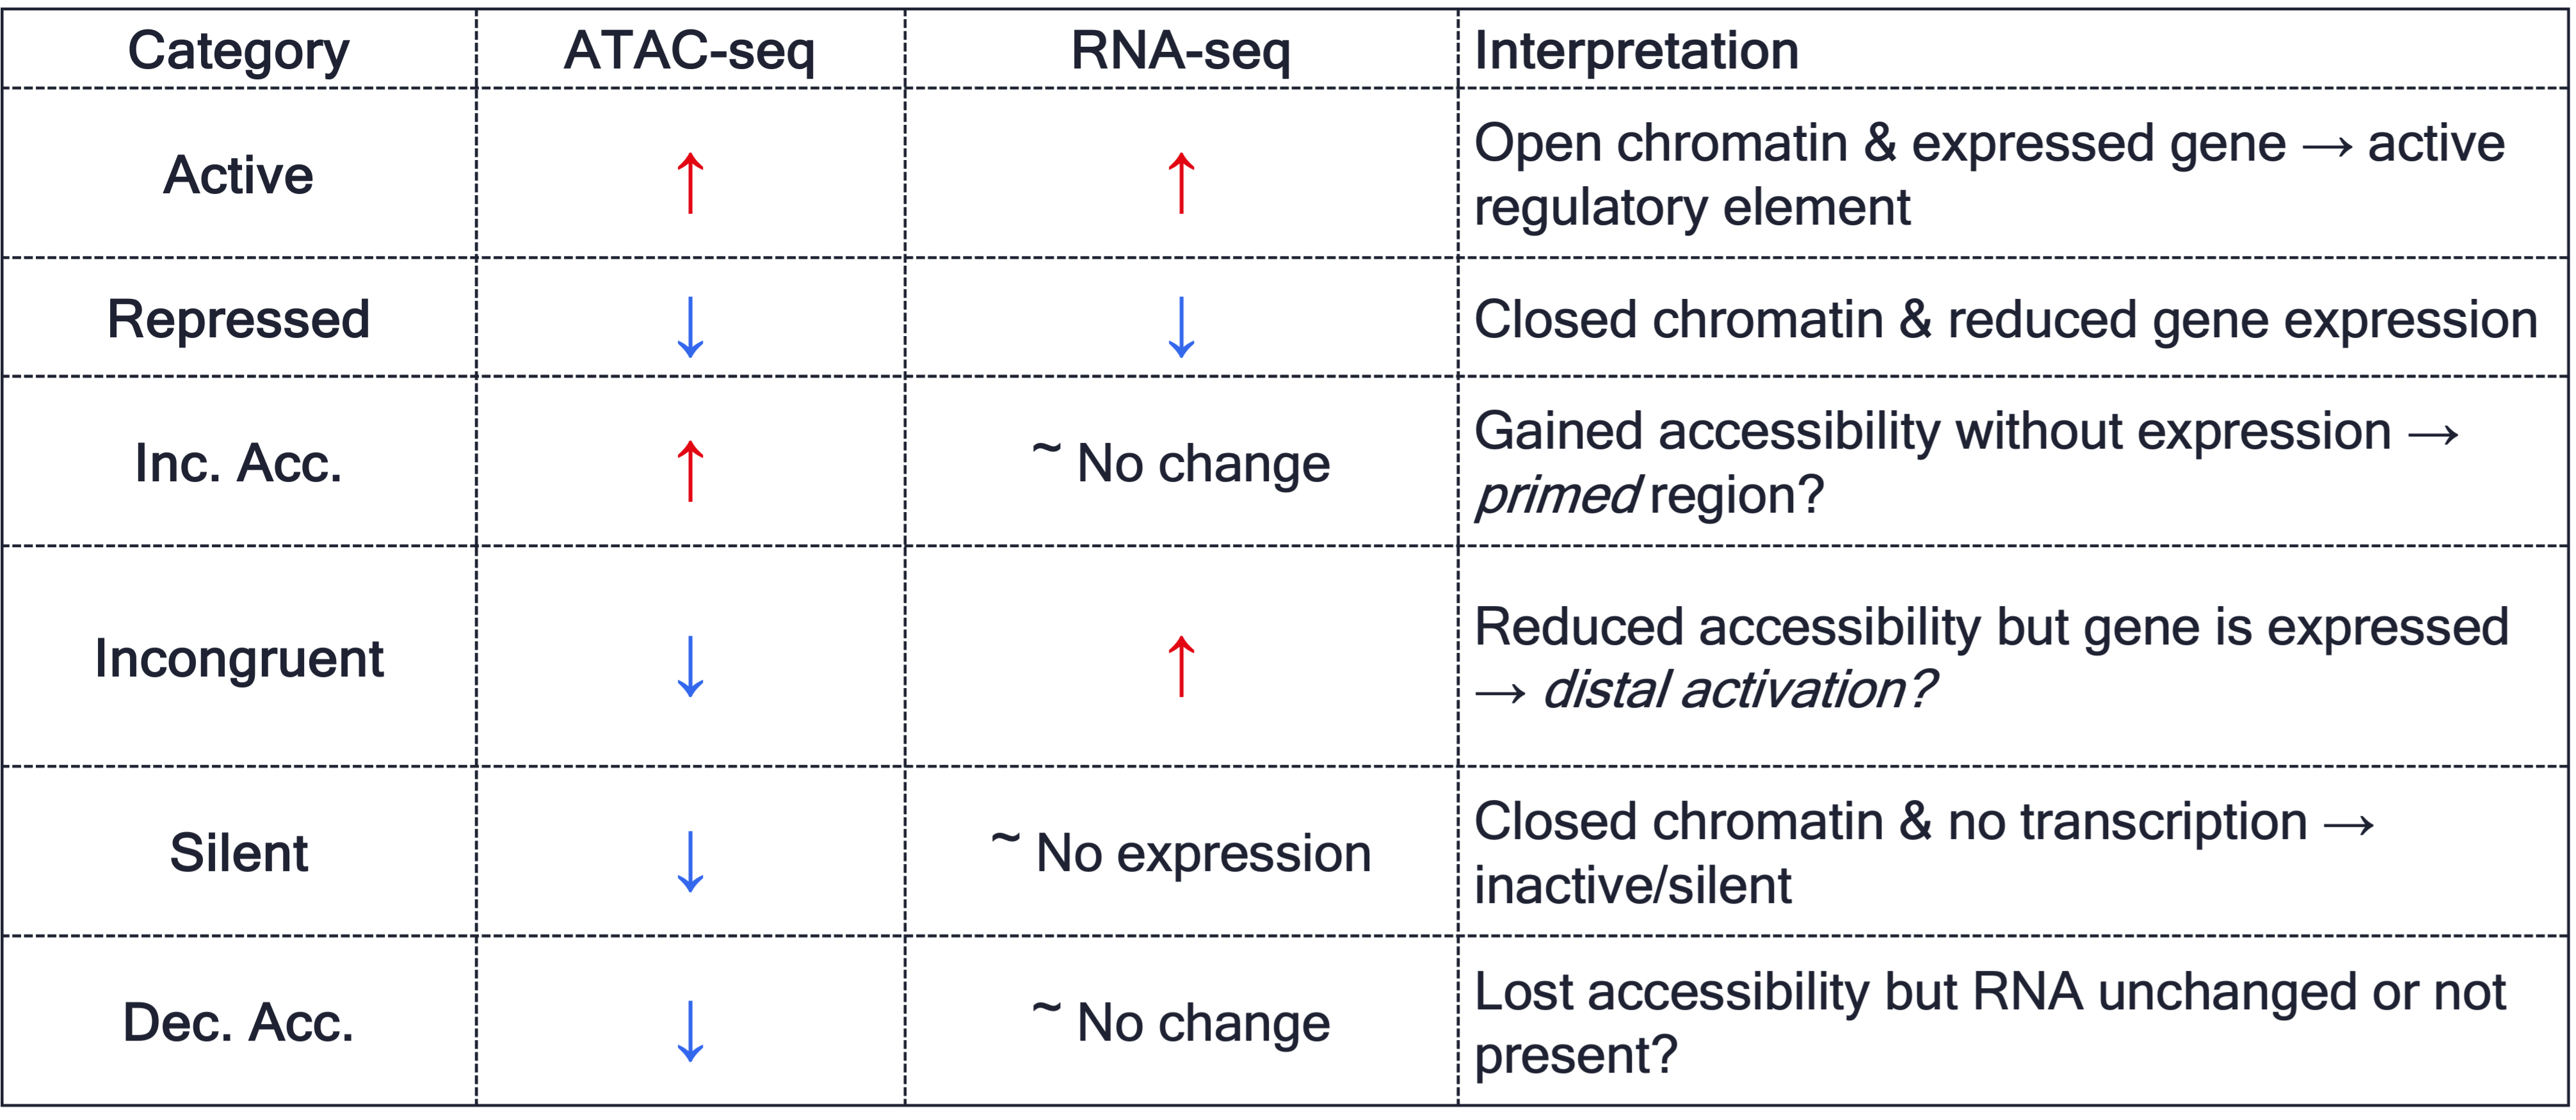 Category ATAC-seq RNA-seq Interpretation
Active ↑ ↑ Open chromatin & expressed gene → active
regulatory element
Repressed ↓ ↓ Closed chromatin & reduced gene expression
Inc. Acc. ↑ ~ No change Gained accessibility without expression →
primed region?
Incongruent ↓ ↑ Reduced accessibility but gene is expressed
→ distal activation?
Silent ↓ ~ No expression Closed chromatin & no transcription →
inactive/silent
Dec. Acc. ↓ ~ No change Lost accessibility but RNA unchanged or not
present?